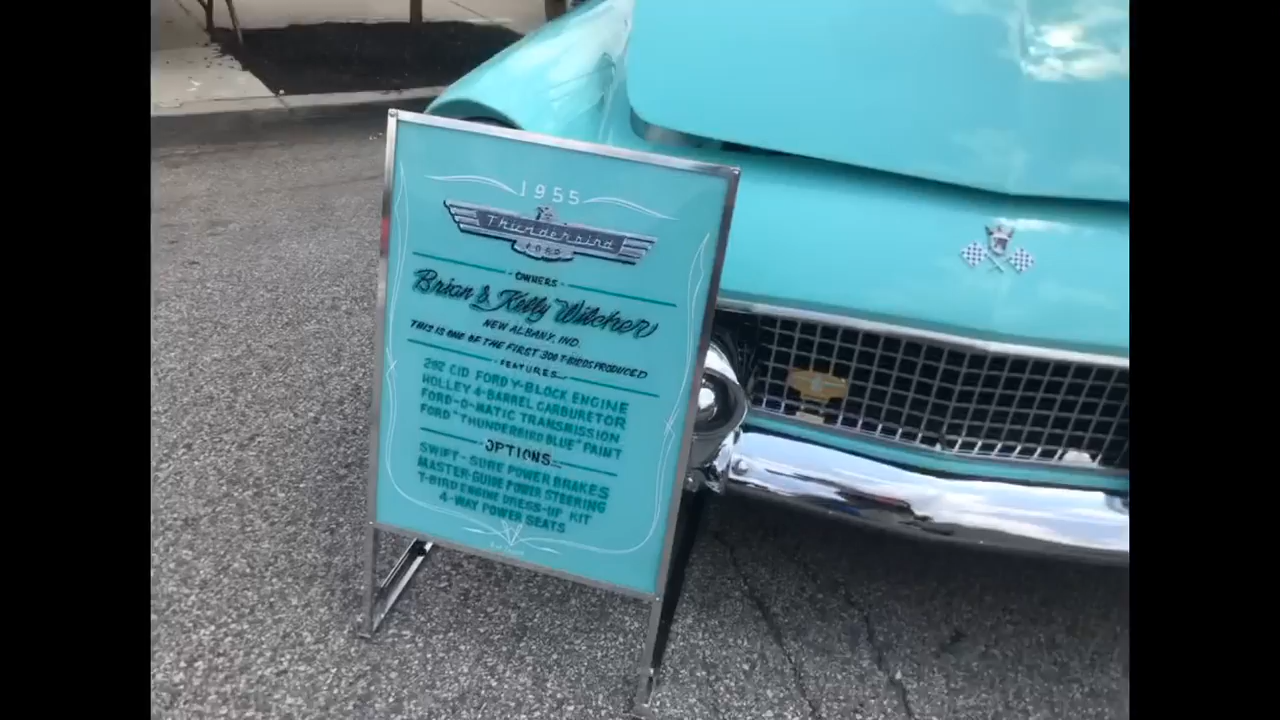 1955
Thunderbird
FORD
OWNERS
Brian & Kelly Wilcher
NEW ALBANY, IND.
THIS IS ONE OF THE FIRST 300 T-BIRDS PRODUCED
FEATURES
292 CID FORD Y-BLOCK ENGINE
HOLLEY 4-BARREL CARBURETOR
FORD-O-MATIC TRANSMISSION
FORD "THUNDERBIRD BLUE" PAINT
OPTIONS
SWIFT-SURE POWER BRAKES
MASTER-GUIDE POWER STEERING
T-BIRD ENGINE DRESS-UP KIT
4-WAY POWER SEATS